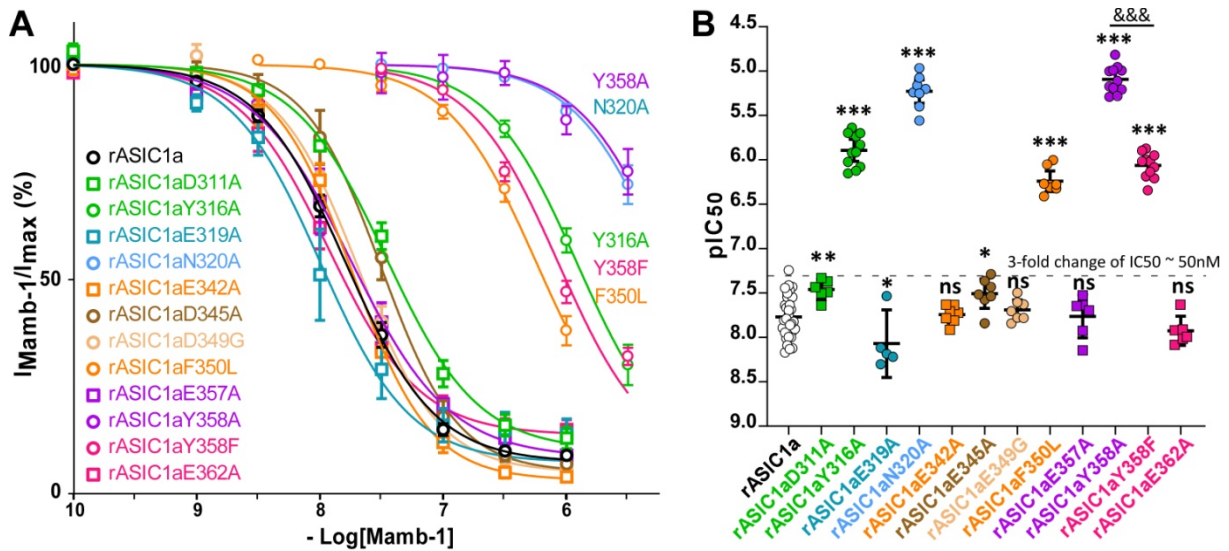 A
I Mamb-1/Imax (%)
100
50
0
10
9
8
7
6
- Log[Mamb-1]
rASIC1a
rASIC1aD311A
rASIC1aY316A
rASIC1aE319A
rASIC1aN320A
rASIC1aE342A
rASIC1aD345A
rASIC1aD349G
rASIC1aF350L
rASIC1aE357A
rASIC1aY358A
rASIC1aY358F
rASIC1aE362A
Y358A
N320A
Y316A
Y358F
F350L
B
pIC50
4.5
5.0
5.5
6.0
6.5
7.0
7.5
8.0
8.5
9.0
&&&
***
***
***
***
***
3-fold change of IC50 ~ 50nM
**
*
ns
*
ns
ns
ns
rASIC1a
rASIC1aD311A
rASIC1aY316A
rASIC1aE319A
rASIC1aN320A
rASIC1aE342A
rASIC1aE345A
rASIC1aE349G
rASIC1aF350L
rASIC1aE357A
rASIC1aY358A
rASIC1aY358F
rASIC1aE362A